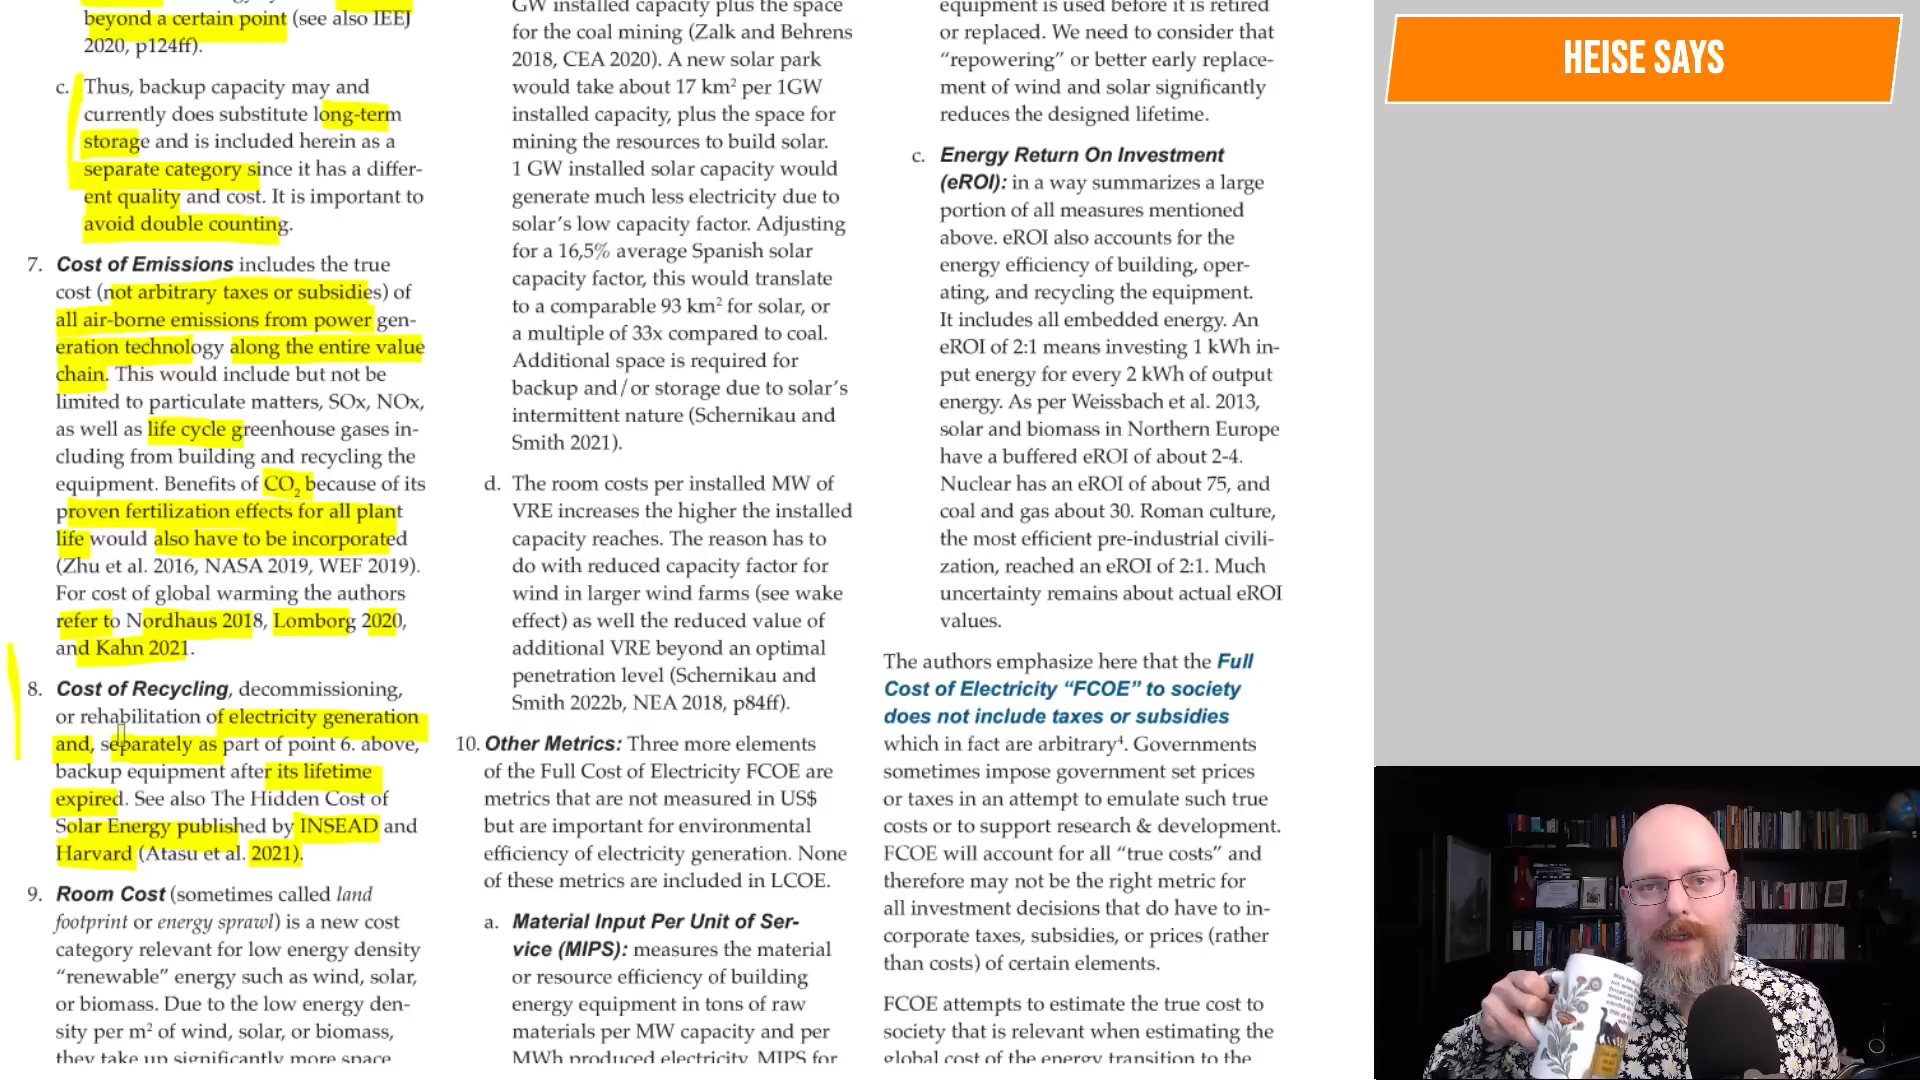 beyond a certain point (see also IEEJ
2020, p124ff).
c. Thus, backup capacity may and
currently does substitute long-term
storage and is included herein as a
separate category since it has a differ-
ent quality and cost. It is important to
avoid double counting.
7. Cost of Emissions includes the true
cost (not arbitrary taxes or subsidies) of
all air-borne emissions from power gen-
eration technology along the entire value
chain. This would include but not be
limited to particulate matters, SOx, NOx,
as well as life cycle greenhouse gases in-
cluding from building and recycling the
equipment. Benefits of CO₂ because of its
proven fertilization effects for all plant
life would also have to be incorporated
(Zhu et al. 2016, NASA 2019, WEF 2019).
For cost of global warming the authors
refer to Nordhaus 2018, Lomborg 2020,
and Kahn 2021.
8. Cost of Recycling, decommissioning,
or rehabilitation of electricity generation
and, separately as part of point 6. above,
backup equipment after its lifetime
expired. See also The Hidden Cost of
Solar Energy published by INSEAD and
Harvard (Atasu et al. 2021).
9. Room Cost (sometimes called land
footprint or energy sprawl) is a new cost
category relevant for low energy density
"renewable" energy such as wind, solar,
or biomass. Due to the low energy den-
sity per m² of wind, solar, or biomass,
they take up significantly more space
GW installed capacity plus the space
for the coal mining (Zalk and Behrens
2018, CEA 2020). A new solar park
would take about 17 km² per 1GW
installed capacity, plus the space for
mining the resources to build solar.
1 GW installed solar capacity would
generate much less electricity due to
solar's low capacity factor. Adjusting
for a 16,5% average Spanish solar
capacity factor, this would translate
to a comparable 93 km² for solar, or
a multiple of 33x compared to coal.
Additional space is required for
backup and/or storage due to solar's
intermittent nature (Schernikau and
Smith 2021).
d. The room costs per installed MW of
VRE increases the higher the installed
capacity reaches. The reason has to
do with reduced capacity factor for
wind in larger wind farms (see wake
effect) as well the reduced value of
additional VRE beyond an optimal
penetration level (Schernikau and
Smith 2022b, NEA 2018, p84ff).
10. Other Metrics: Three more elements
of the Full Cost of Electricity FCOE are
metrics that are not measured in US$
but are important for environmental
efficiency of electricity generation. None
of these metrics are included in LCOE.
a. Material Input Per Unit of Ser-
vice (MIPS): measures the material
or resource efficiency of building
energy equipment in tons of raw
materials per MW capacity and per
MWh produced electricity. MIPS for
equipment is used before it is retired
or replaced. We need to consider that
"repowering" or better early replace-
ment of wind and solar significantly
reduces the designed lifetime.
c. Energy Return On Investment
(eROI): in a way summarizes a large
portion of all measures mentioned
above. eROI also accounts for the
energy efficiency of building, oper-
ating, and recycling the equipment.
It includes all embedded energy. An
eROI of 2:1 means investing 1 kWh in-
put energy for every 2 kWh of output
energy. As per Weissbach et al. 2013,
solar and biomass in Northern Europe
have a buffered eROI of about 2-4.
Nuclear has an eROI of about 75, and
coal and gas about 30. Roman culture,
the most efficient pre-industrial civili-
zation, reached an eROI of 2:1. Much
uncertainty remains about actual eROI
values.
The authors emphasize here that the Full
Cost of Electricity "FCOE" to society
does not include taxes or subsidies
which in fact are arbitrary⁴. Governments
sometimes impose government set prices
or taxes in an attempt to emulate such true
costs or to support research & development.
FCOE will account for all "true costs" and
therefore may not be the right metric for
all investment decisions that do have to in-
corporate taxes, subsidies, or prices (rather
than costs) of certain elements.
FCOE attempts to estimate the true cost to
society that is relevant when estimating the
global cost of the energy transition to the
HEISE SAYS